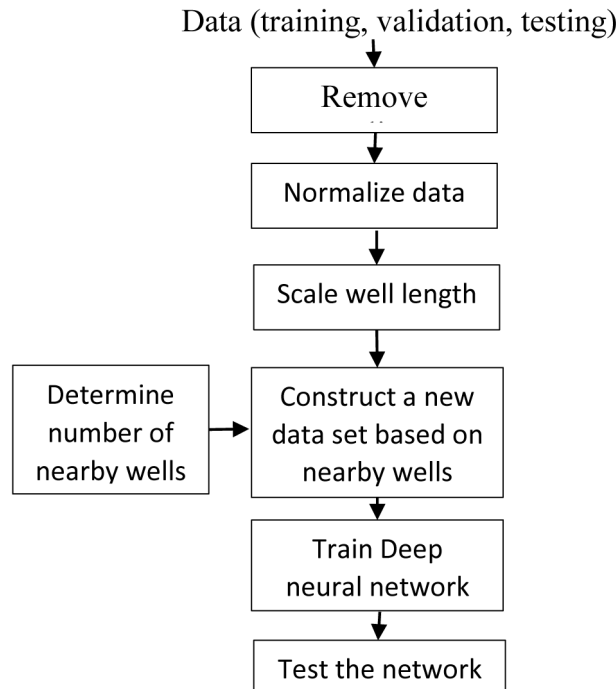 Data (training, validation, testing)
Remove
Normalize data
Scale well length
Determine
number of
nearby wells
Construct a new
data set based on
nearby wells
Train Deep
neural network
Test the network